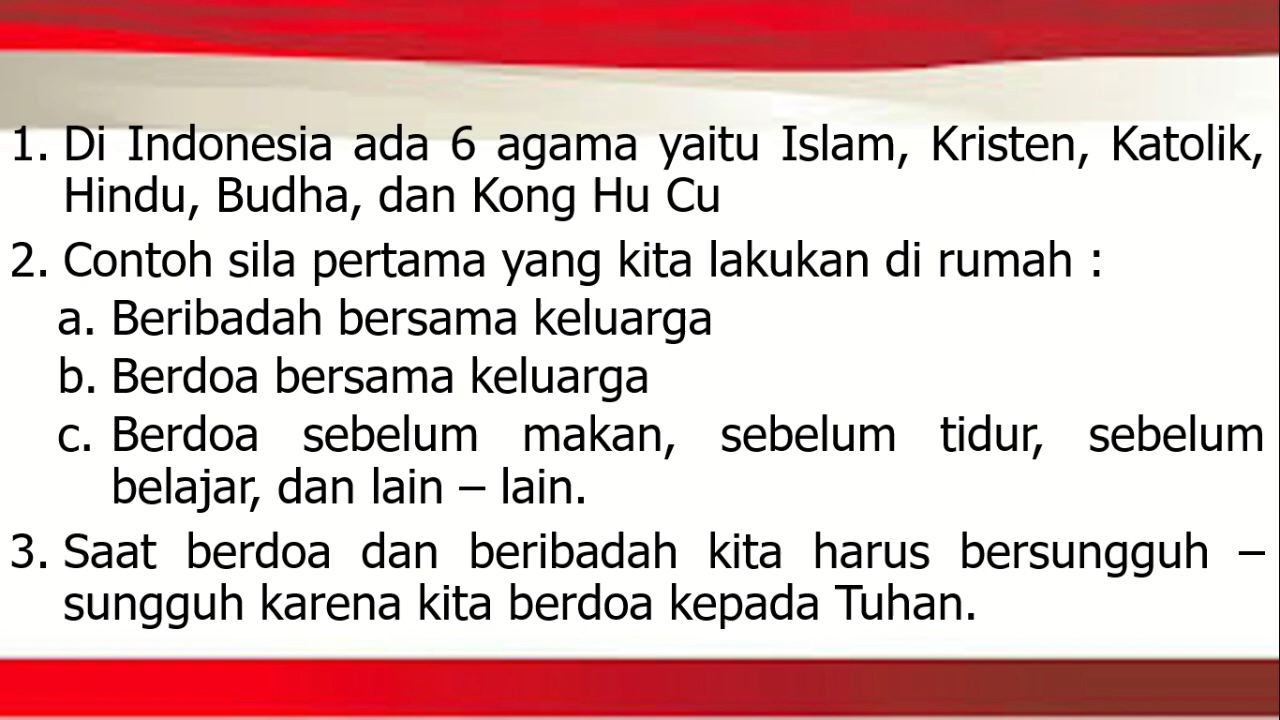 1. Di Indonesia ada 6 agama yaitu Islam, Kristen, Katolik,
Hindu, Budha, dan Kong Hu Cu
2. Contoh sila pertama yang kita lakukan di rumah :
a. Beribadah bersama keluarga
b. Berdoa bersama keluarga
c. Berdoa sebelum makan, sebelum tidur, sebelum
belajar, dan lain – lain.
3. Saat berdoa dan beribadah kita harus bersungguh –
sungguh karena kita berdoa kepada Tuhan.